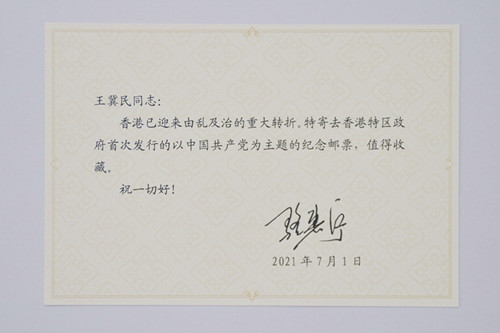 王冀民同志：
香港已迎来由乱及治的重大转折。特寄去香港特区政
府首次发行的以中国共产党为主题的纪念邮票，值得收
藏。
祝一切好！
骆惠宁
2021年7月1日